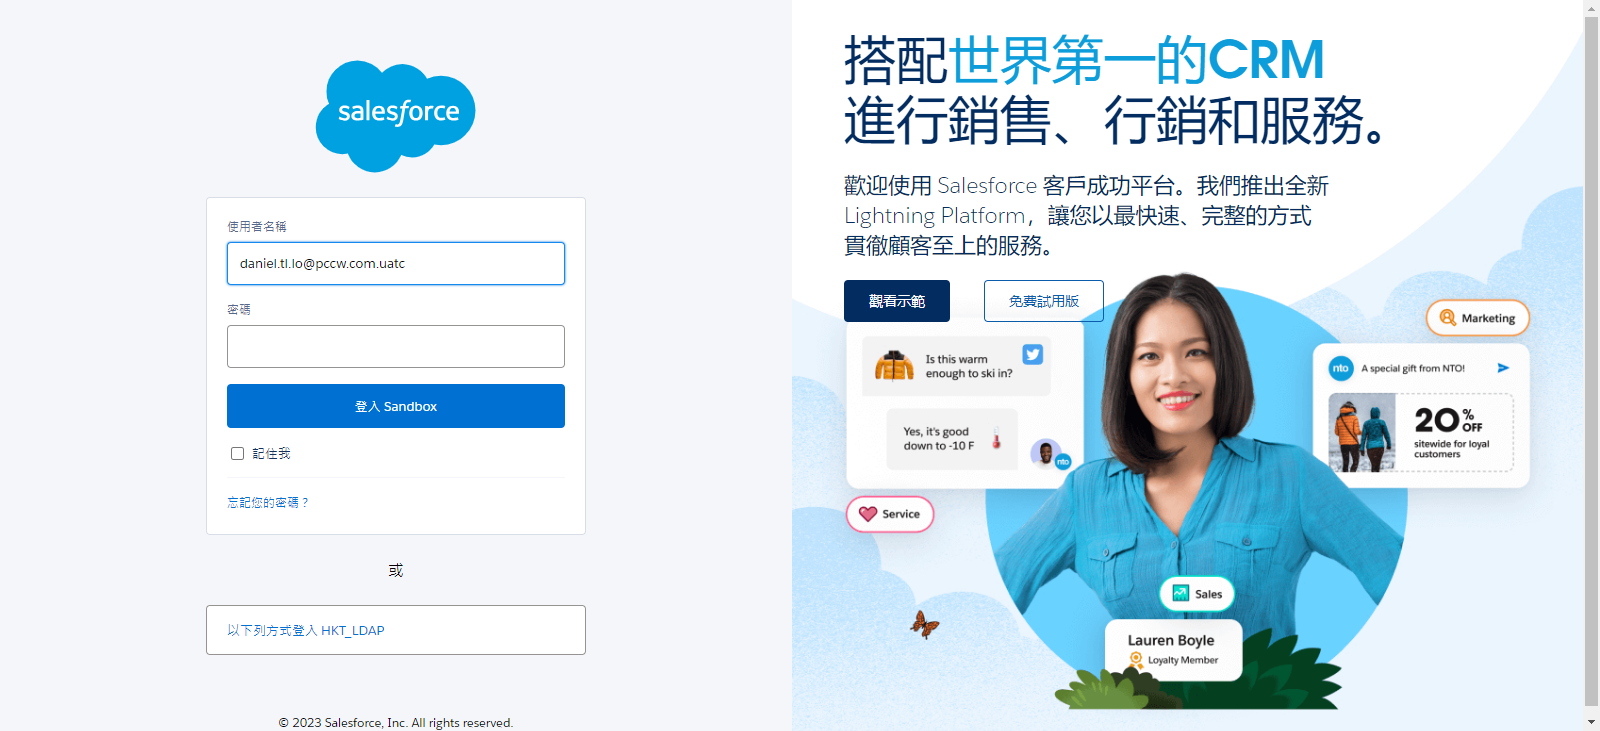 salesforce
使用者名稱
daniel.tl.lo@pccw.com.uatc
密碼
登入 Sandbox
記住我
忘記您的密碼？
或
以下列方式登入 HKT_LDAP
© 2023 Salesforce, Inc. All rights reserved.
搭配世界第一的CRM
進行銷售、行銷和服務。
歡迎使用 Salesforce 客戶成功平台。我們推出全新
Lightning Platform，讓您以最快速、完整的方式
貫徹顧客至上的服務。
觀看示範
免費試用版
Is this warm
enough to ski in?
Yes, it's good
down to -10 F
nto
Service
Marketing
nto
A special gift from NTO!
20% OFF
sitewide for loyal
customers
Sales
Lauren Boyle
Loyalty Member